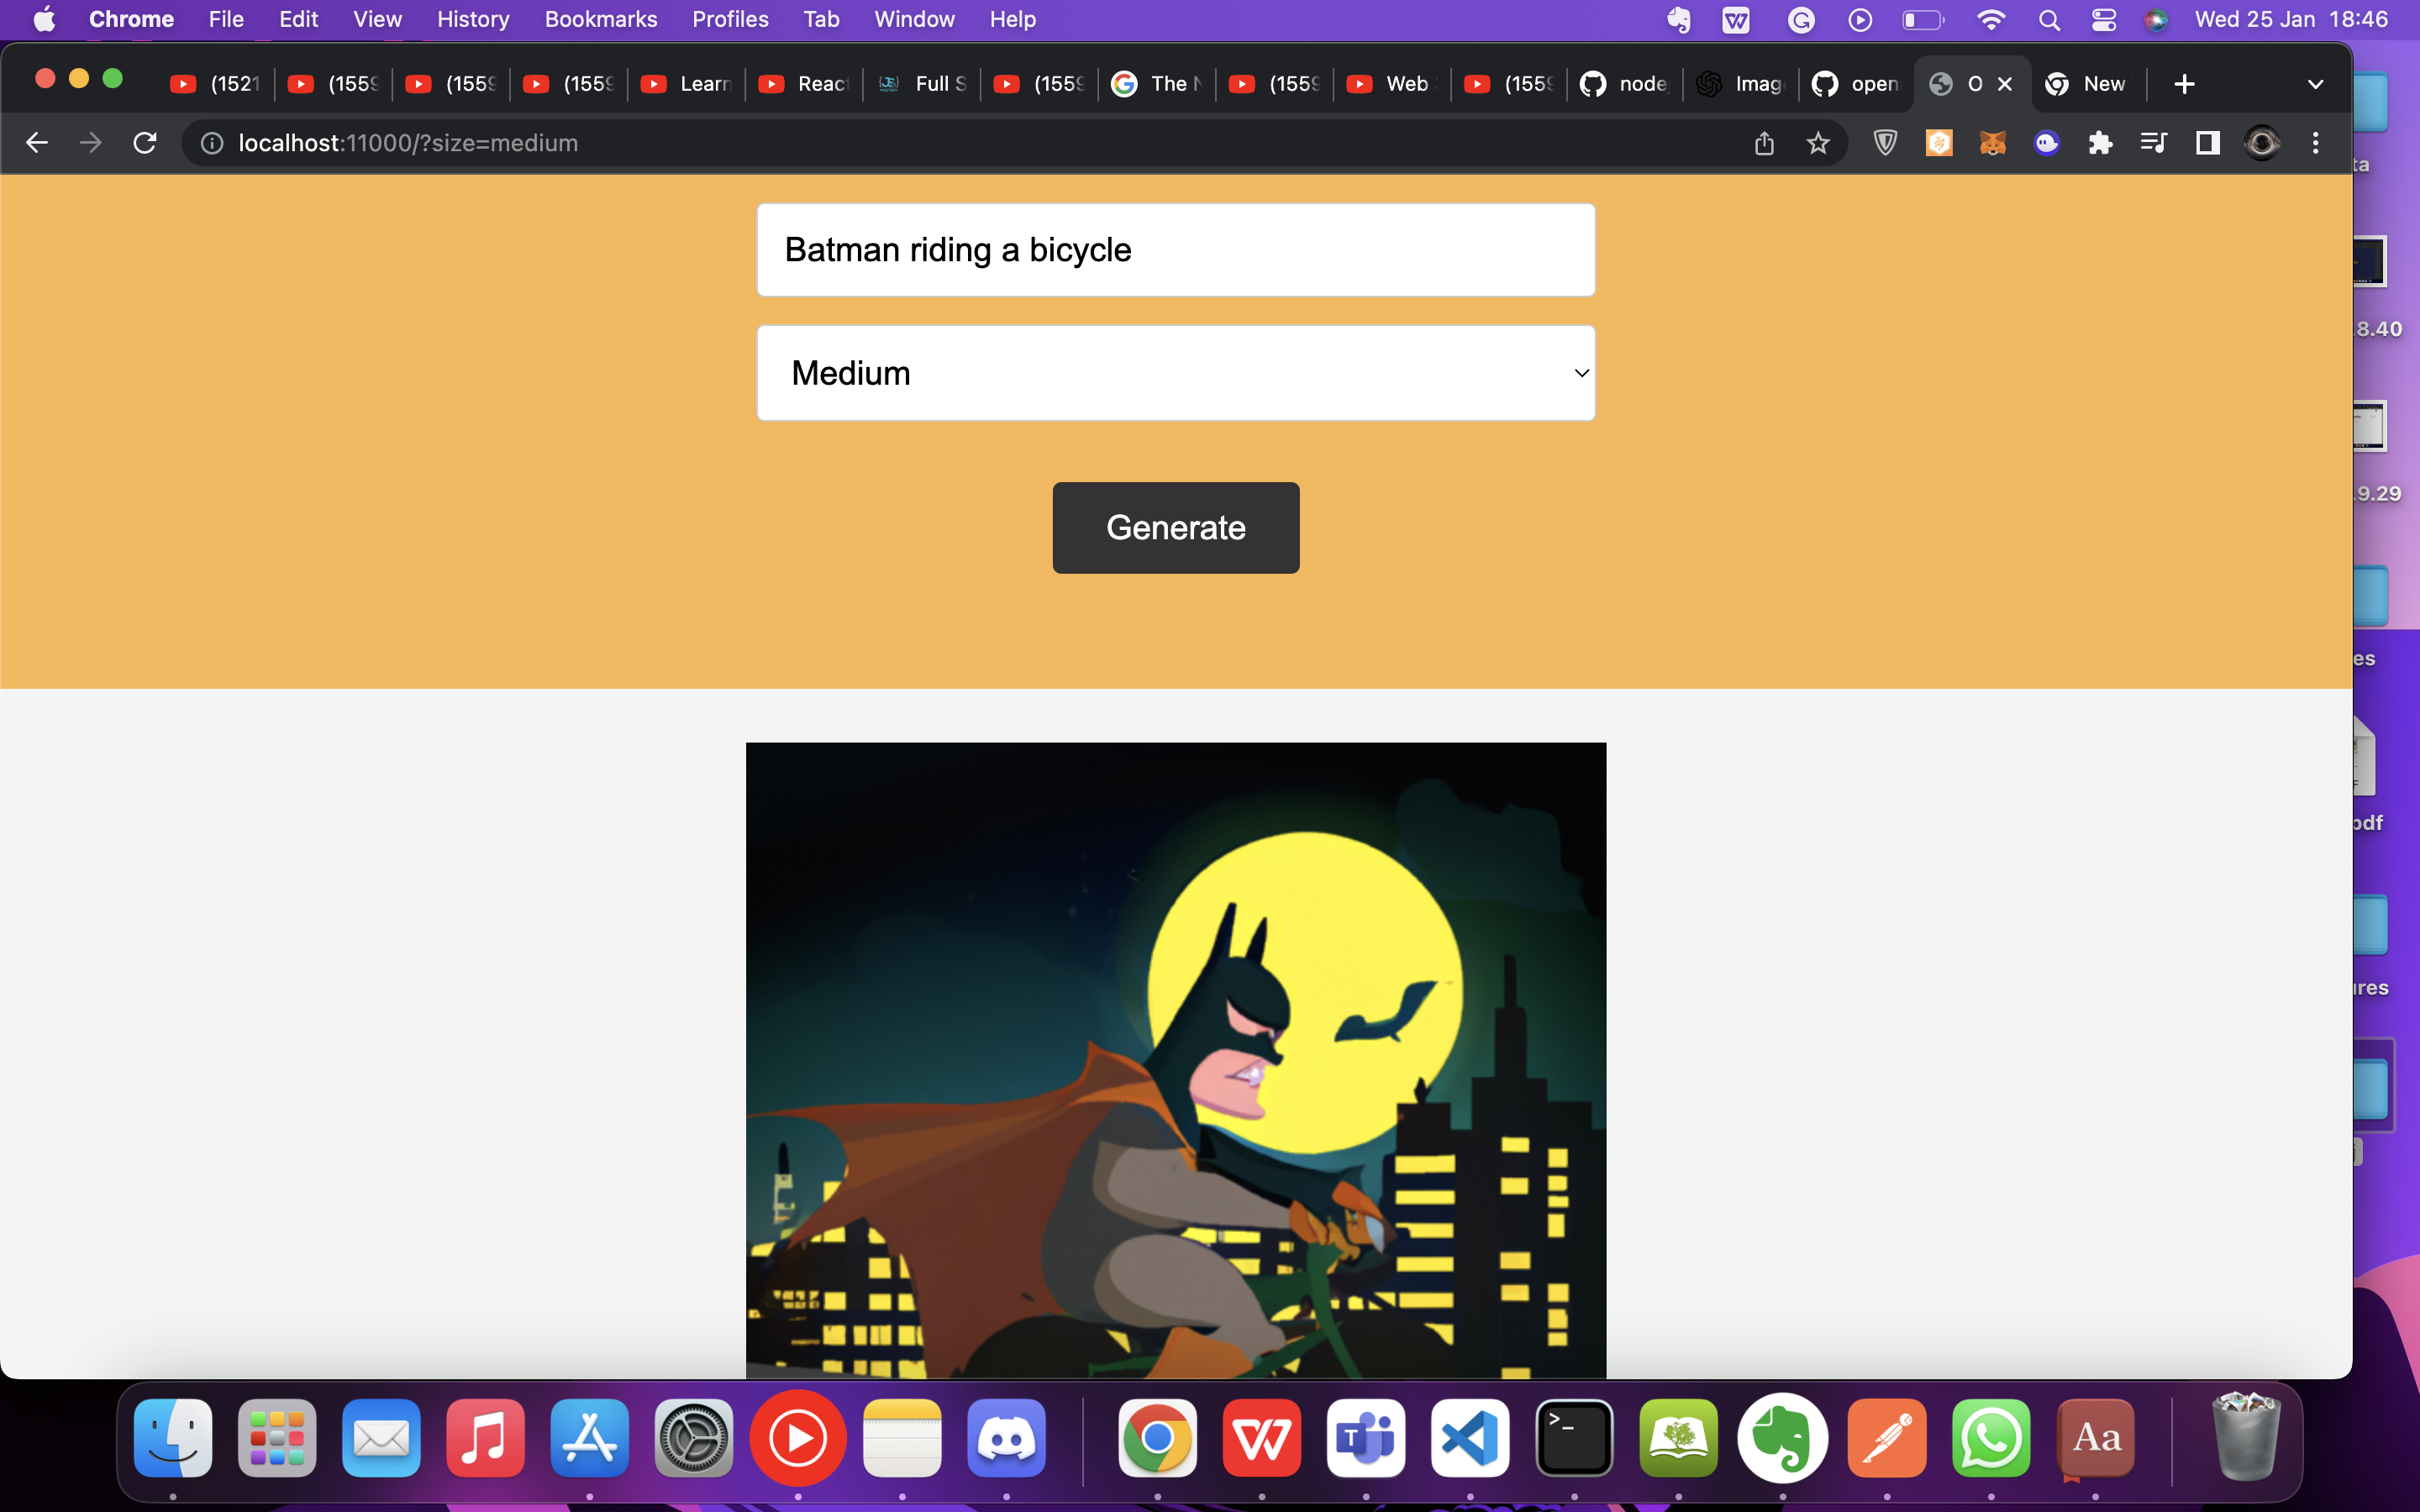 Chrome File Edit View History Bookmarks Profiles Tab Window Help Wed 25 Jan 18:46
(1521 (1559 (1559 (1559 Learn React Full S (1559 The N (1559 Web (1559 node Imag open O New
localhost:11000/?size=medium
Batman riding a bicycle
Medium
Generate
ta
8.40
9.29
es
pdf
ures
Aa